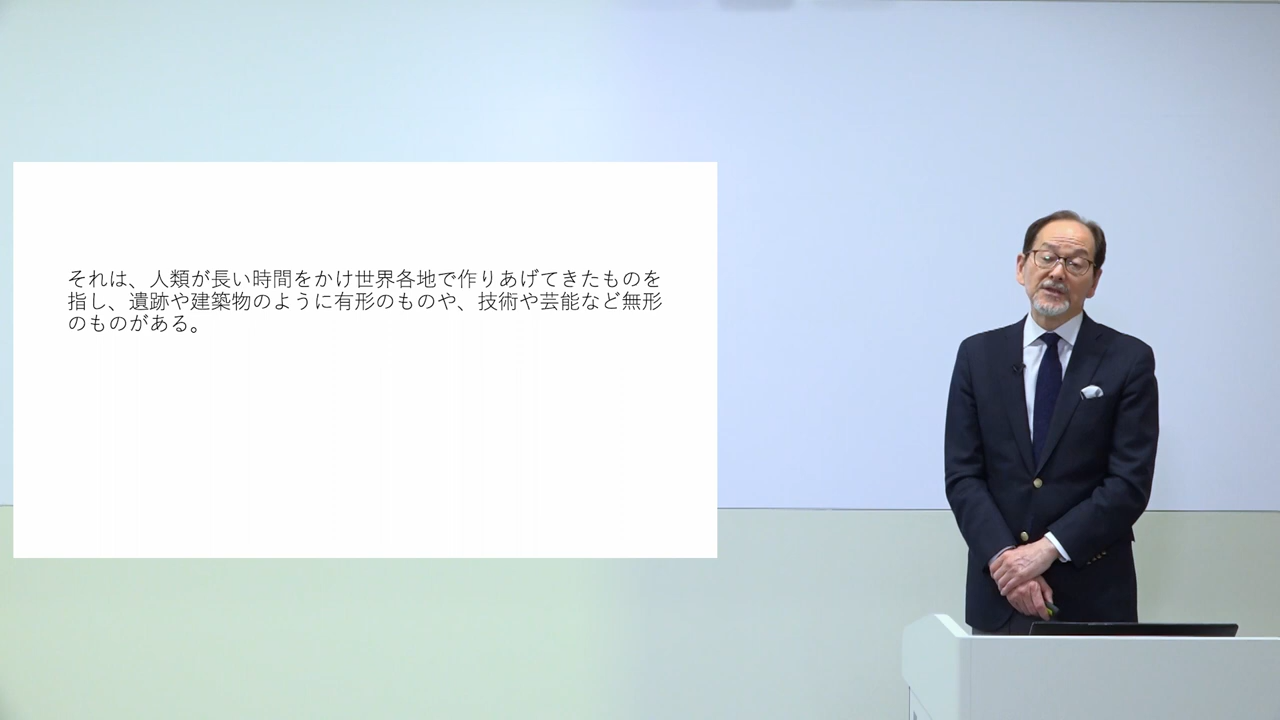 それは、人類が長い時間をかけ世界各地で作りあげてきたものを
指し、遺跡や建築物のように有形のものや、技術や芸能など無形
のものがある。